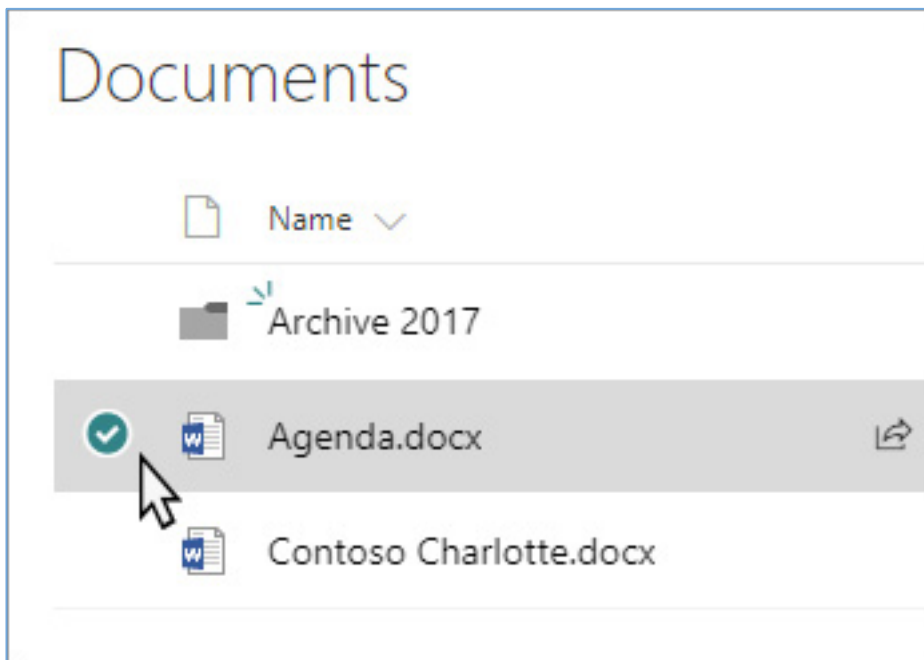 Documents
Name
Archive 2017
Agenda.docx
Contoso Charlotte.docx